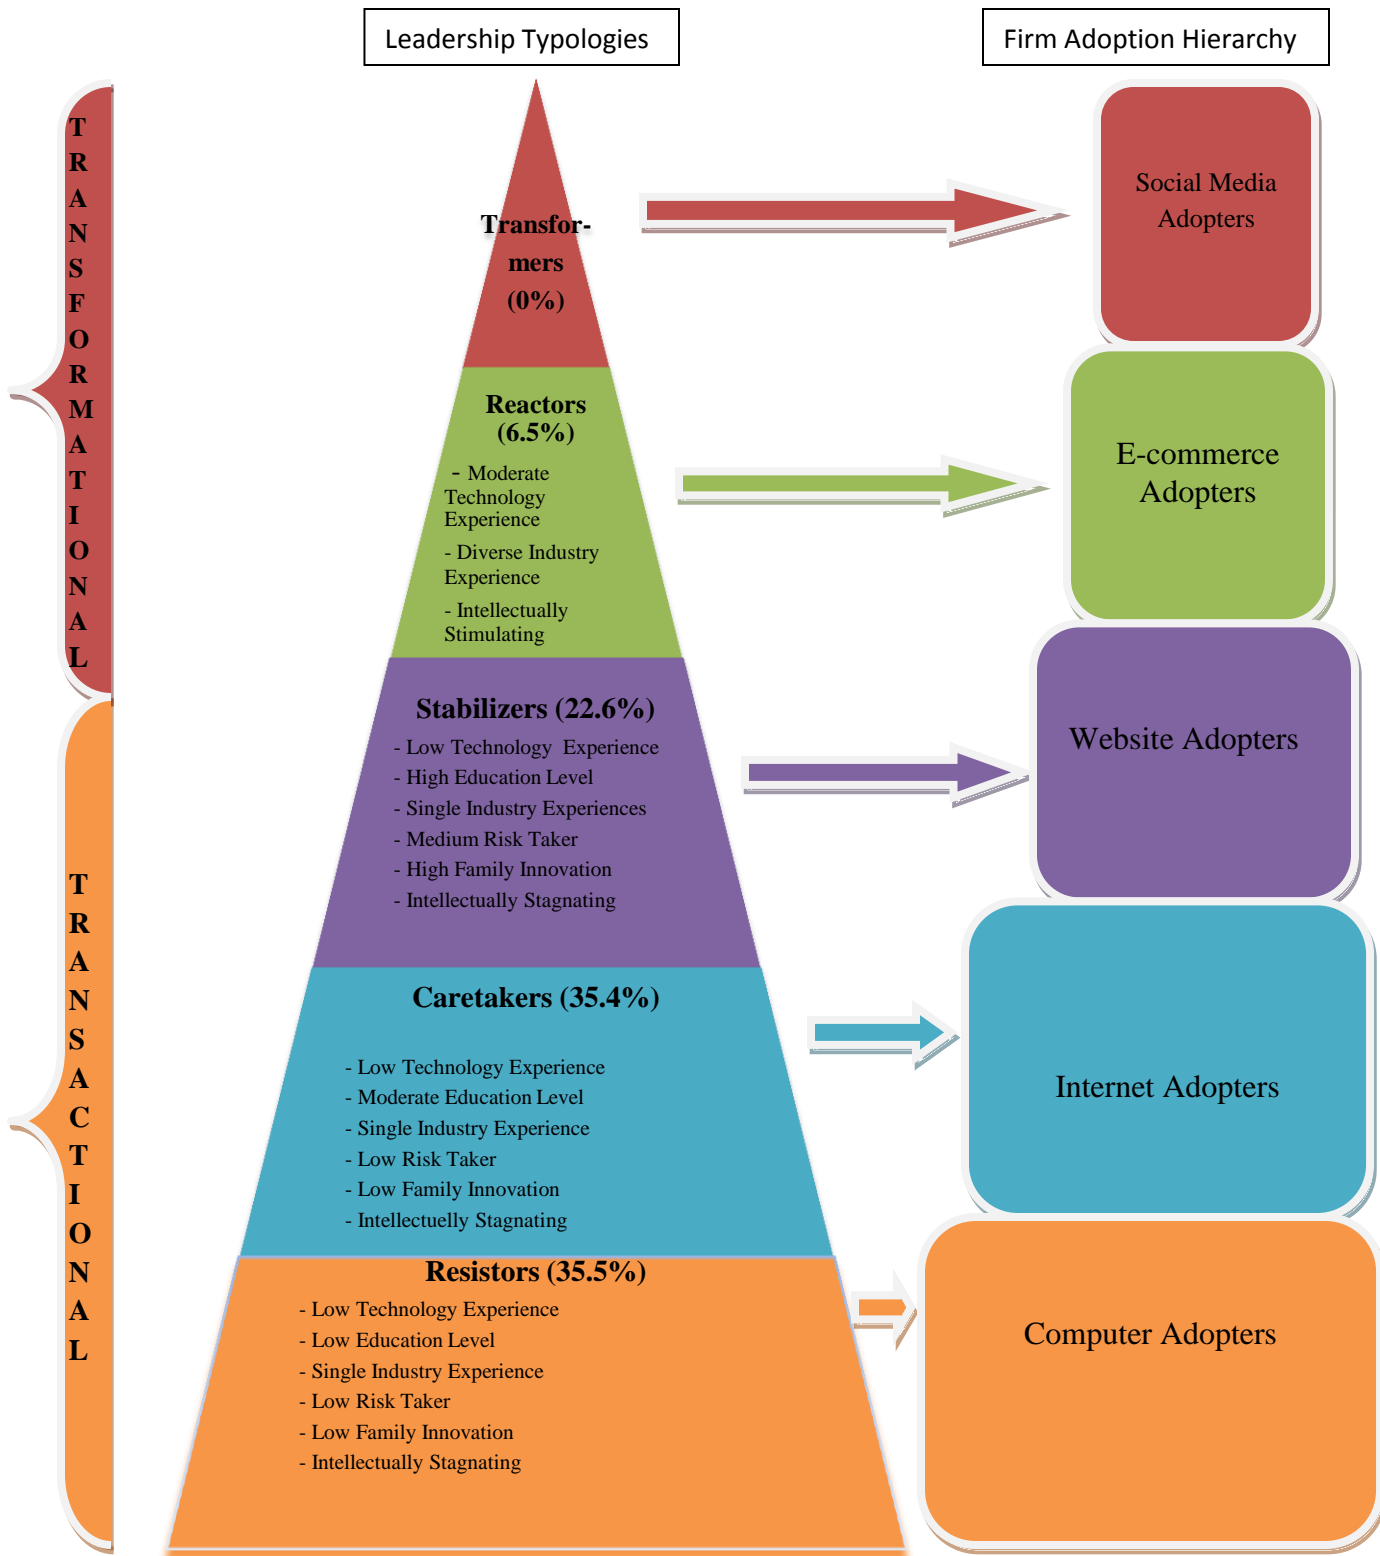 Leadership Typologies
Firm Adoption Hierarchy
TRANSFORMATIONAL
Transfor-
mers
(0%)
Social Media
Adopters
Reactors
(6.5%)
- Moderate
Technology
Experience
- Diverse Industry
Experience
- Intellectually
Stimulating
E-commerce
Adopters
TRANSACTIONAL
Stabilizers (22.6%)
- Low Technology Experience
- High Education Level
- Single Industry Experiences
- Medium Risk Taker
- High Family Innovation
- Intellectually Stagnating
Website Adopters
Caretakers (35.4%)
- Low Technology Experience
- Moderate Education Level
- Single Industry Experience
- Low Risk Taker
- Low Family Innovation
- Intellectuelly Stagnating
Internet Adopters
Resistors (35.5%)
- Low Technology Experience
- Low Education Level
- Single Industry Experience
- Low Risk Taker
- Low Family Innovation
- Intellectually Stagnating
Computer Adopters